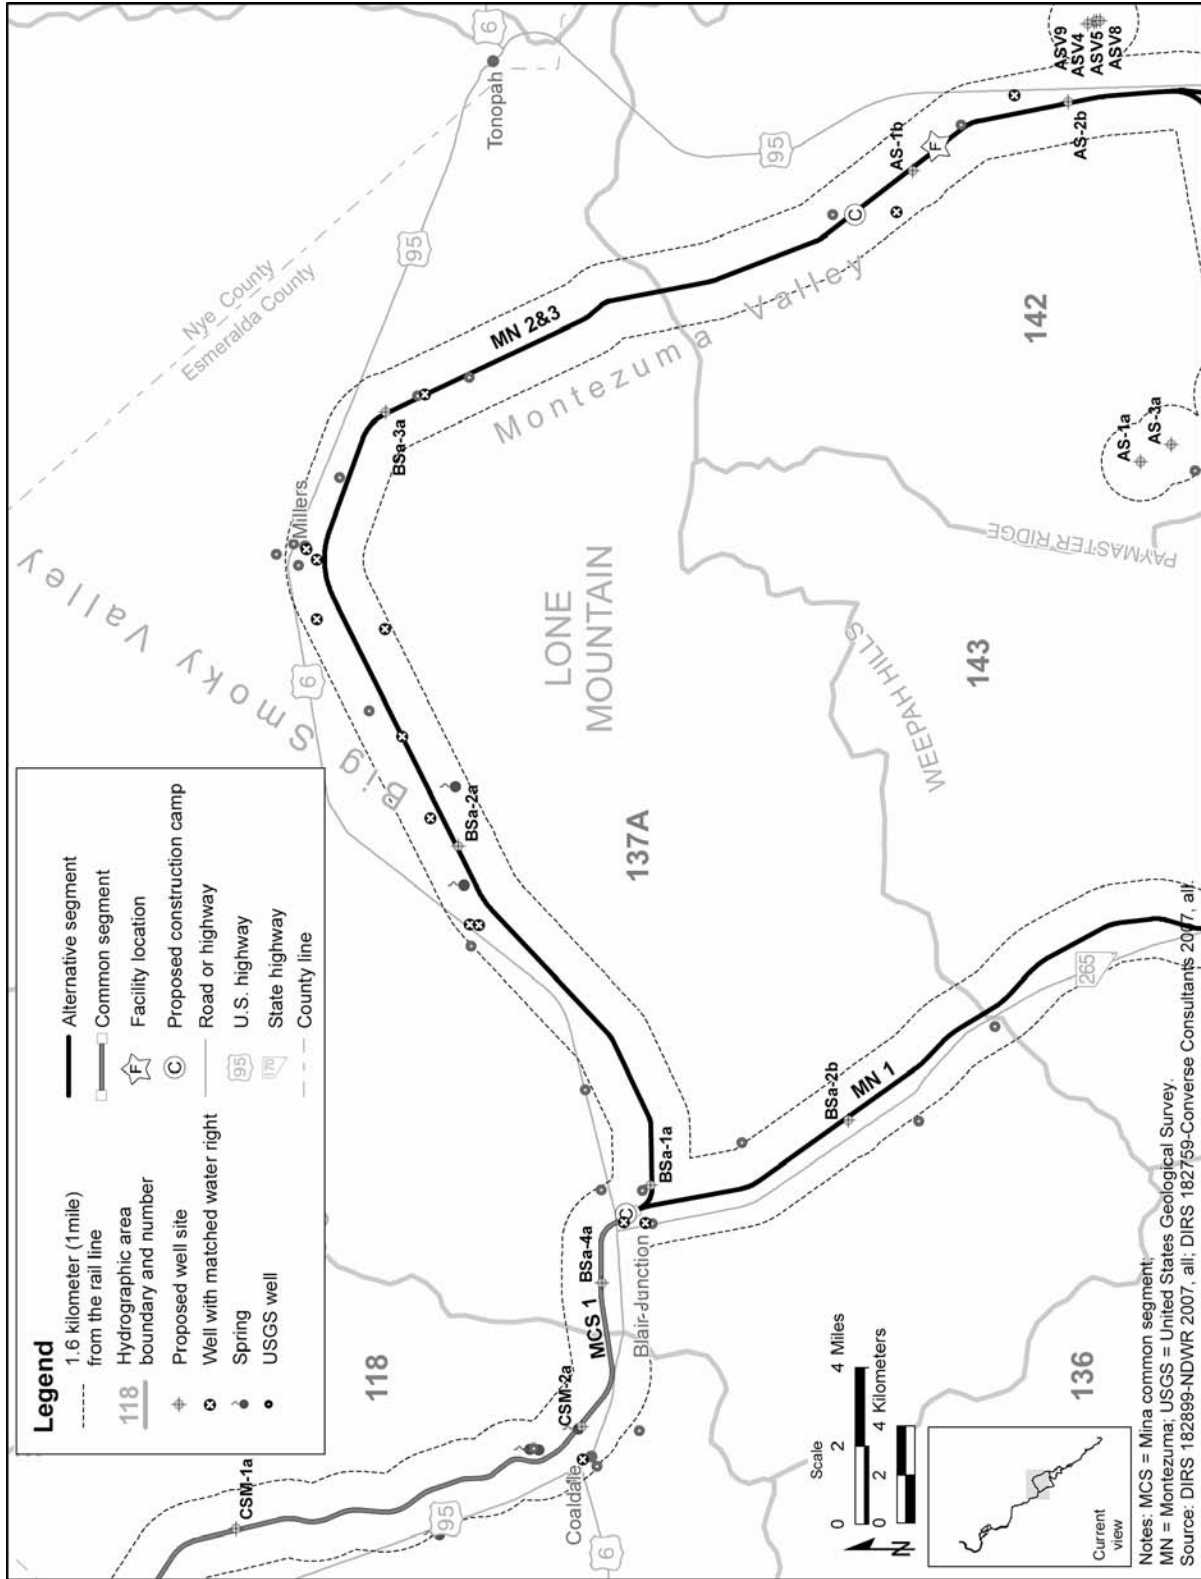 Legend
1.6 kilometer (1mile)
from the rail line
118
Hydrographic area
boundary and number
Proposed well site
Well with matched water right
Spring
USGS well
Alternative segment
Common segment
F
Facility location
C
Proposed construction camp
Road or highway
95
U.S. highway
170
State highway
County line
Big Smoky Valley
Nye County
Esmeralda County
6
Tonopah
95
95
6
Millers
BSa-3a
MN 2&3
Montezuma Valley
C
AS-1b
F
AS-2b
ASV9
ASV4
ASV5
ASV8
142
AS-1a
AS-3a
PAYMASTER RIDGE
LONE
MOUNTAIN
WEEPAH HILLS
143
137A
BSa-2a
BSa-1a
BSa-2b
MN 1
265
C
BSa-4a
Blair Junction
MCS 1
CSM-2a
118
CSM-1a
95
Coaldale
6
136
Scale
0 2 4 Miles
0 2 4 Kilometers
N
Current
view
Notes: MCS = Mina common segment;
MN = Montezuma; USGS = United States Geological Survey.
Source: DIRS 182899-NDWR 2007, all; DIRS 182759-Converse Consultants 2007, all.